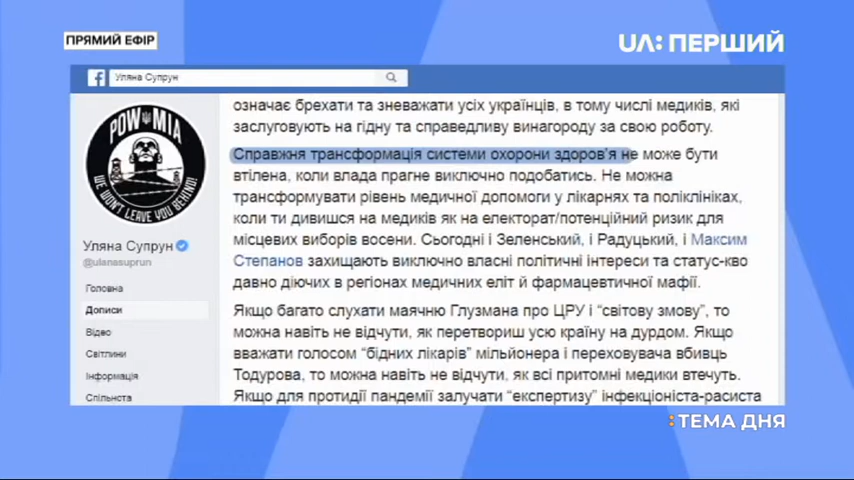 ПРЯМИЙ ЕФІР
UA: ПЕРШИЙ
Уляна Супрун
POW MIA
WE WON'T LEAVE YOU BEHIND!
Уляна Супрун
@ulanasuprun
Головна
Дописи
Відео
Світлини
Інформація
Спільнота
означає брехати та зневажати усіх українців, в тому числі медиків, які
заслуговують на гідну та справедливу винагороду за свою роботу.
Справжня трансформація системи охорони здоров'я не може бути
втілена, коли влада прагне виключно подобатись. Не можна
трансформувати рівень медичної допомоги у лікарнях та поліклініках,
коли ти дивишся на медиків як на електорат/потенційний ризик для
місцевих виборів восени. Сьогодні і Зеленський, і Радуцький, і Максим
Степанов захищають виключно власні політичні інтереси та статус-кво
давно діючих в регіонах медичних еліт й фармацевтичної мафії.
Якщо багато слухати маячню Глузмана про ЦРУ і "світову змову", то
можна навіть не відчути, як перетвориш усю країну на дурдом. Якщо
вважати голосом "бідних лікарів" мільйонера і переховувача вбивць
Тодурова, то можна навіть не відчути, як всі притомні медики втечуть.
Якщо для протидії пандемії залучати "експертизу" інфекціоніста-расиста
:ТЕМА ДНЯ